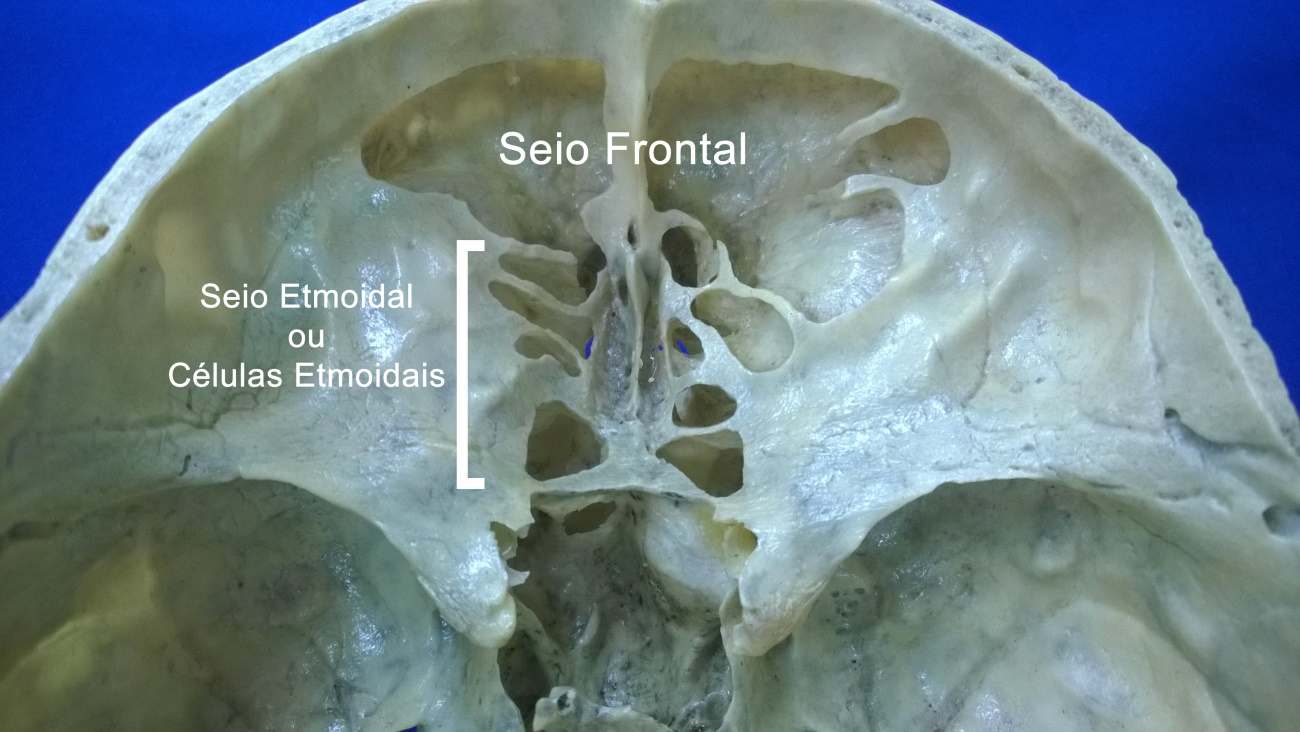 Seio Frontal
Seio Etmoidal
ou
Células Etmoidais